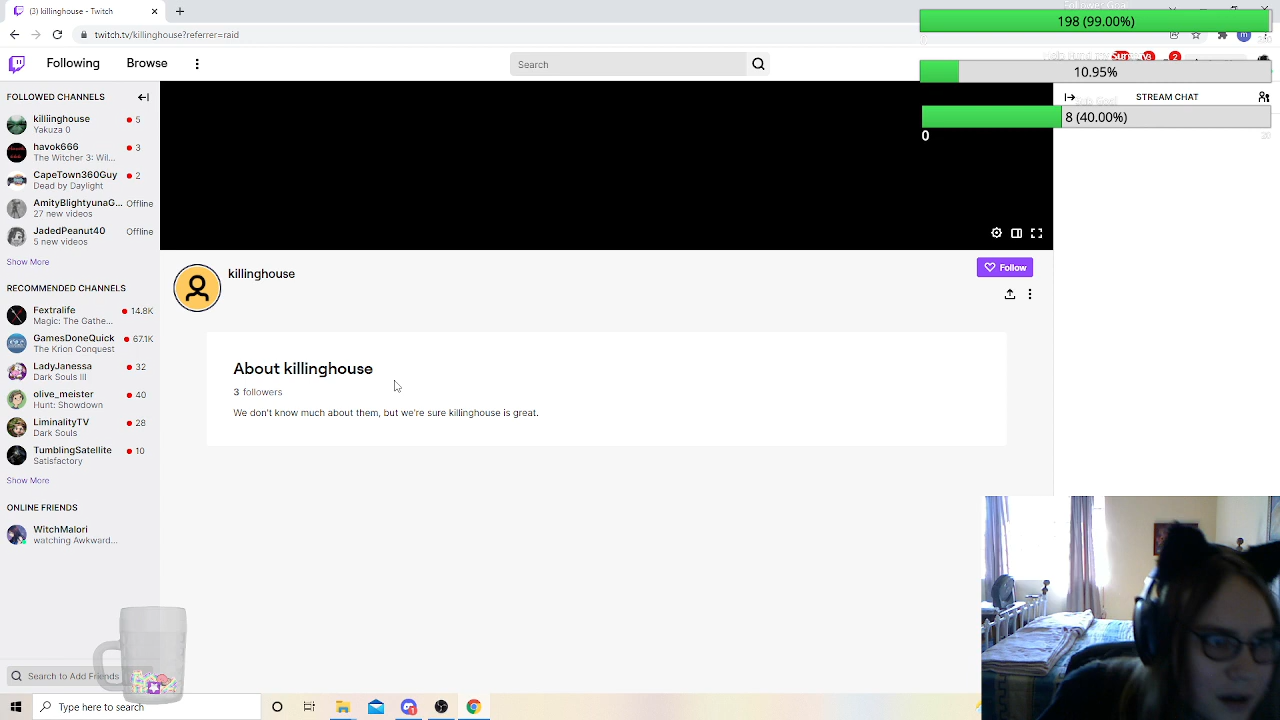 (3) killinghouse - Twitch
twitch.tv/killinghouse?referrer=raid
198 (99.00%)
Following
Browse
Search
10.95%
FOLLOWED CHANNELS
STREAM CHAT
8 (40.00%)
0
killiinghouse
5
Yakuza 0
havok666
3
The Witcher 3: Wil...
CapeTown360Guy
2
Dead by Daylight
AmityBlightyunaG...
Offline
27 new videos
JadedPeanut40
Offline
5 new videos
Show More
RECOMMENDED CHANNELS
Fextralife
14.8K
Magic: The Gathe...
GamesDoneQuick
67.1K
The Krion Conquest
LadyJanessa
32
Dark Souls III
olive_meister
40
Hunt: Showdown
LiminalityTV
28
Dark Souls
TumblingSatellite
10
Satisfactory
Show More
ONLINE FRIENDS
WitchMalori
watching Awkward...
Search to Add Friends
killinghouse
Follow
About killinghouse
3 followers
We don't know much about them, but we're sure killinghouse is great.
Type here to search